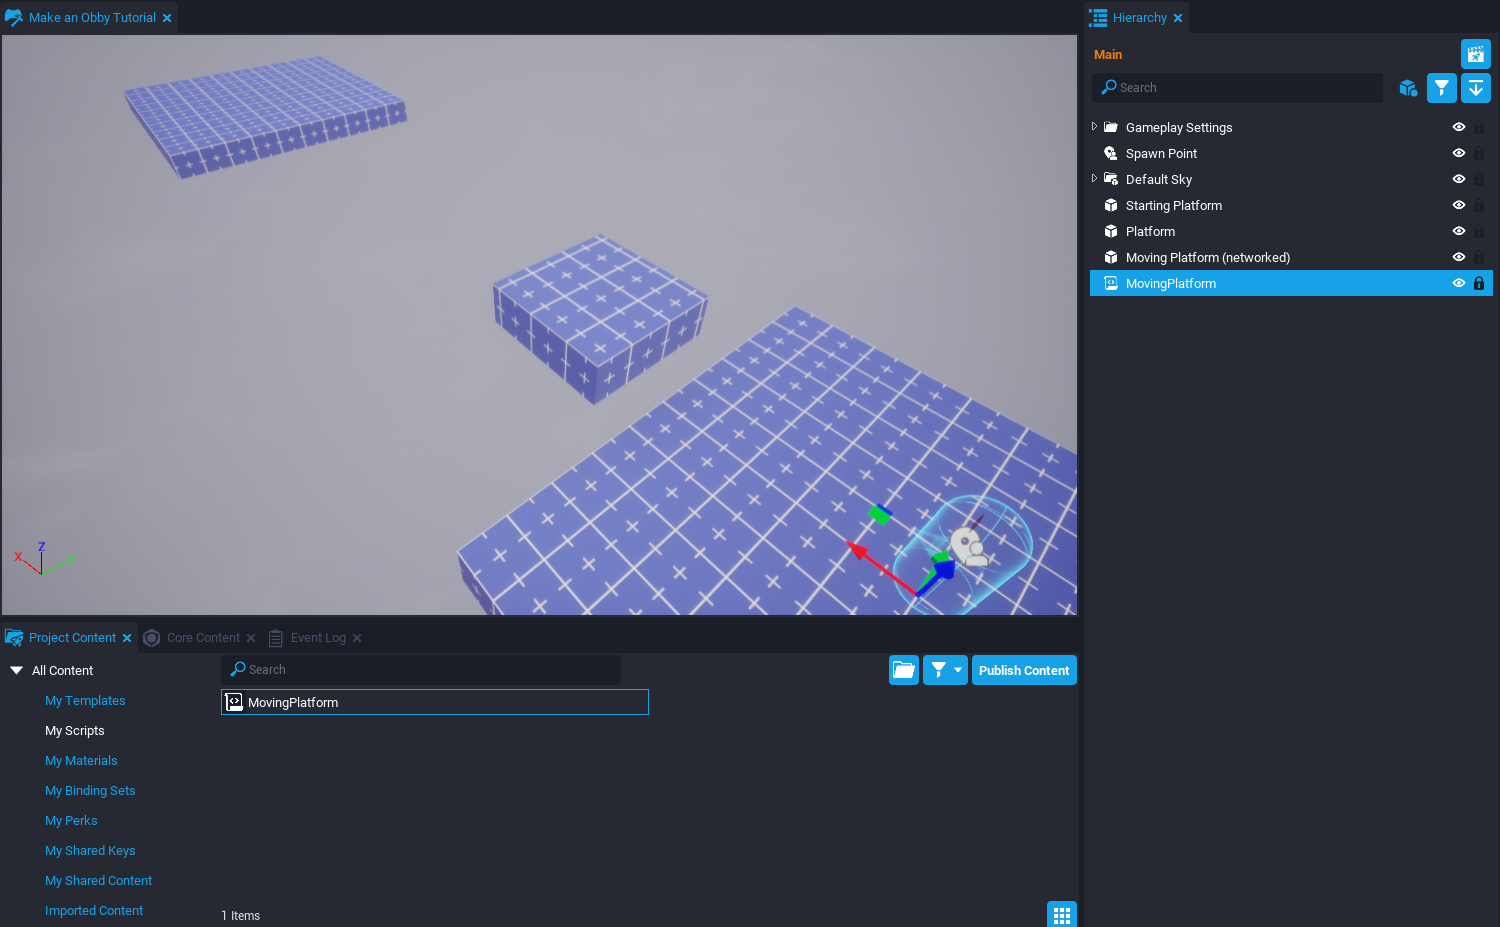 Make an Obby Tutorial
Hierarchy
Main
Search
Gameplay Settings
Spawn Point
Default Sky
Starting Platform
Platform
Moving Platform (networked)
MovingPlatform
X
Z
Y
Project Content
Core Content
Event Log
All Content
Search
Publish Content
My Templates
MovingPlatform
My Scripts
My Materials
My Binding Sets
My Perks
My Shared Keys
My Shared Content
Imported Content
1 Items